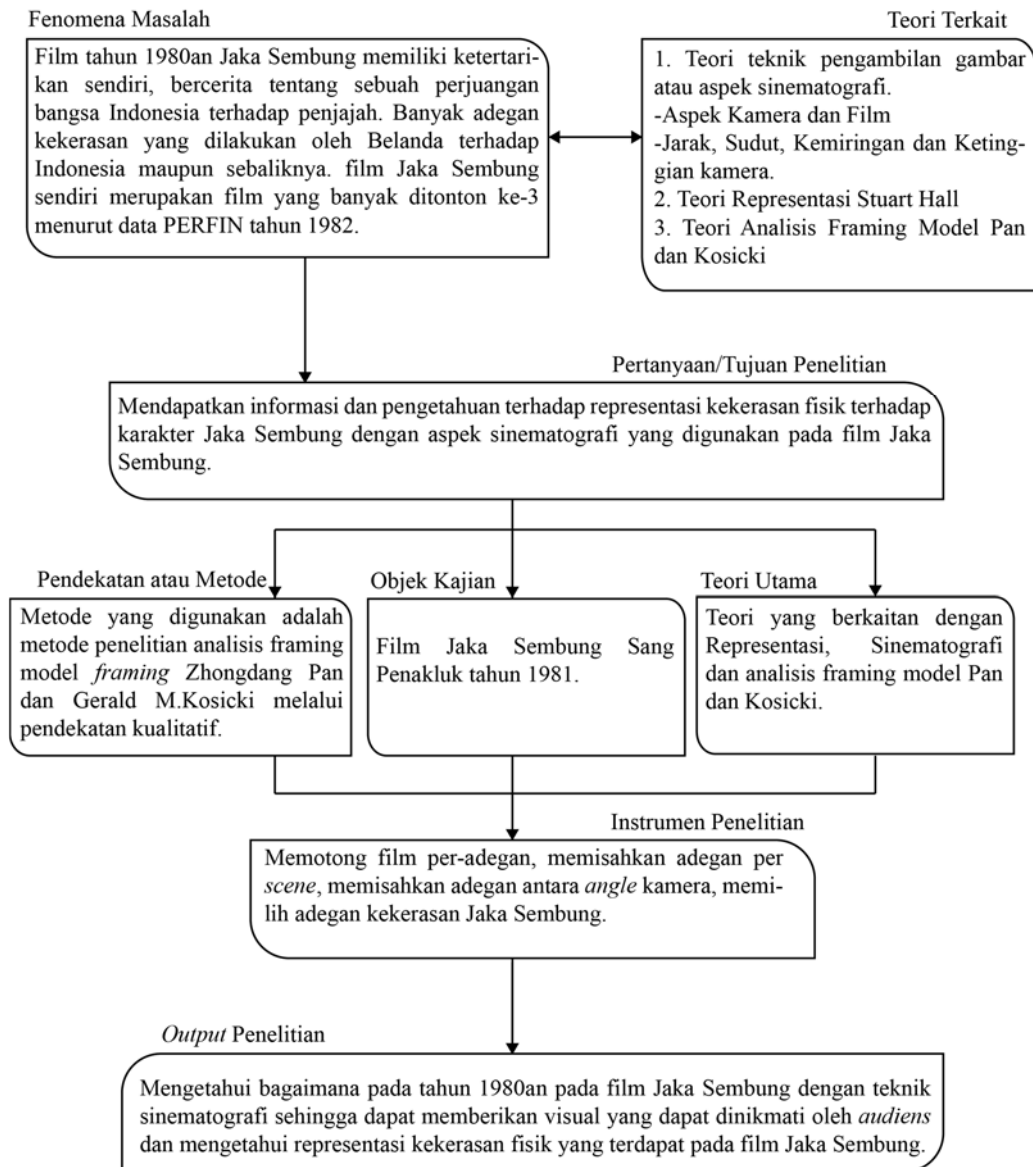 Fenomena Masalah
Film tahun 1980an Jaka Sembung memiliki ketertari-
kan sendiri, bercerita tentang sebuah perjuangan
bangsa Indonesia terhadap penjajah. Banyak adegan
kekerasan yang dilakukan oleh Belanda terhadap
Indonesia maupun sebaliknya. film Jaka Sembung
sendiri merupakan film yang banyak ditonton ke-3
menurut data PERFIN tahun 1982.
Teori Terkait
1. Teori teknik pengambilan gambar
atau aspek sinematografi.
-Aspek Kamera dan Film
-Jarak, Sudut, Kemiringan dan Keting-
gian kamera.
2. Teori Representasi Stuart Hall
3. Teori Analisis Framing Model Pan
dan Kosicki
Pertanyaan/Tujuan Penelitian
Mendapatkan informasi dan pengetahuan terhadap representasi kekerasan fisik terhadap
karakter Jaka Sembung dengan aspek sinematografi yang digunakan pada film Jaka
Sembung.
Pendekatan atau Metode
Metode yang digunakan adalah
metode penelitian analisis framing
model framing Zhongdang Pan
dan Gerald M.Kosicki melalui
pendekatan kualitatif.
Objek Kajian
Film Jaka Sembung Sang
Penakluk tahun 1981.
Teori Utama
Teori yang berkaitan dengan
Representasi, Sinematografi
dan analisis framing model Pan
dan Kosicki.
Instrumen Penelitian
Memotong film per-adegan, memisahkan adegan per
scene, memisahkan adegan antara angle kamera, memi-
lih adegan kekerasan Jaka Sembung.
Output Penelitian
Mengetahui bagaimana pada tahun 1980an pada film Jaka Sembung dengan teknik
sinematografi sehingga dapat memberikan visual yang dapat dinikmati oleh audiens
dan mengetahui representasi kekerasan fisik yang terdapat pada film Jaka Sembung.